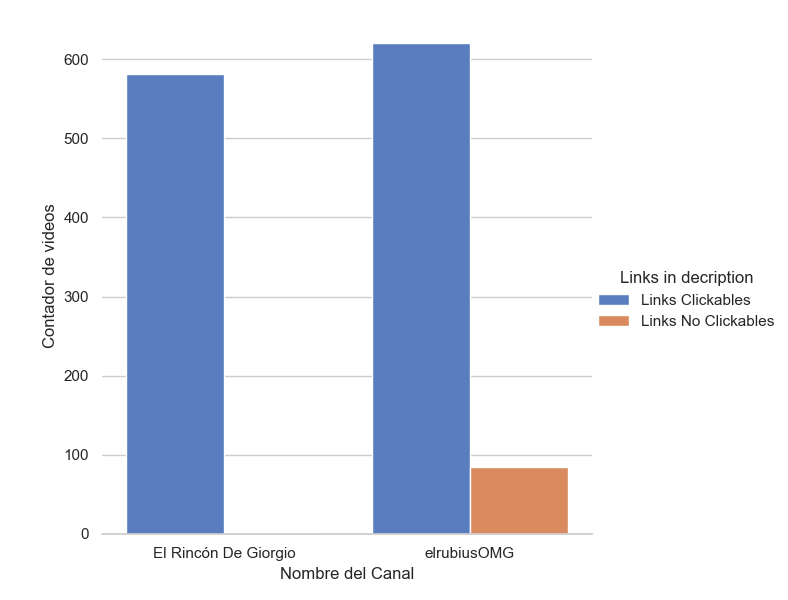 600
500
400
300
200
100
0
Contador de videos
El Rincón De Giorgio
elrubiusOMG
Nombre del Canal
Links in decription
Links Clickables
Links No Clickables